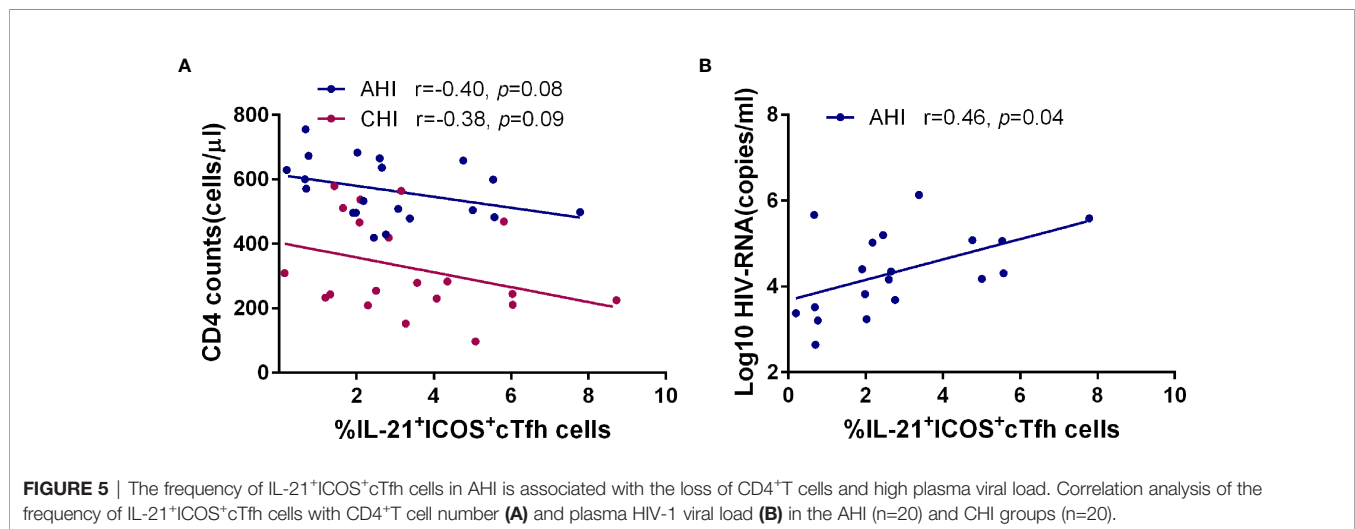 A
AHI r=-0.40, p=0.08
CHI r=-0.38, p=0.09
CD4 counts(cells/μl)
800
600
400
200
0
2 4 6 8 10
%IL-21⁺ICOS⁺cTfh cells
B
AHI r=0.46, p=0.04
Log10 HIV-RNA(copies/ml)
8
6
4
2
0 2 4 6 8 10
%IL-21⁺ICOS⁺cTfh cells
FIGURE 5 | The frequency of IL-21⁺ICOS⁺cTfh cells in AHI is associated with the loss of CD4⁺T cells and high plasma viral load. Correlation analysis of the
frequency of IL-21⁺ICOS⁺cTfh cells with CD4⁺T cell number (A) and plasma HIV-1 viral load (B) in the AHI (n=20) and CHI groups (n=20).